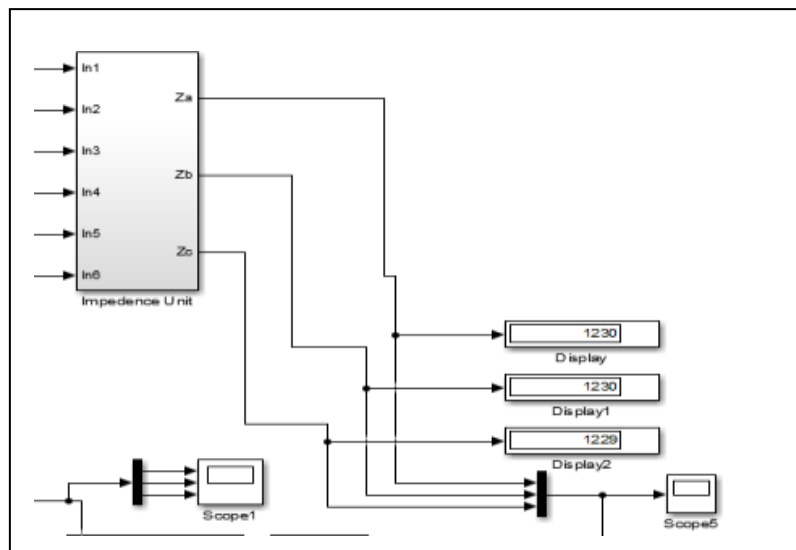 In1
Za
In2
In3
Zb
In4
In5
Zc
In6
Impedence Unit
1230
Display
1230
Display1
1229
Display2
Scope1
Scope5